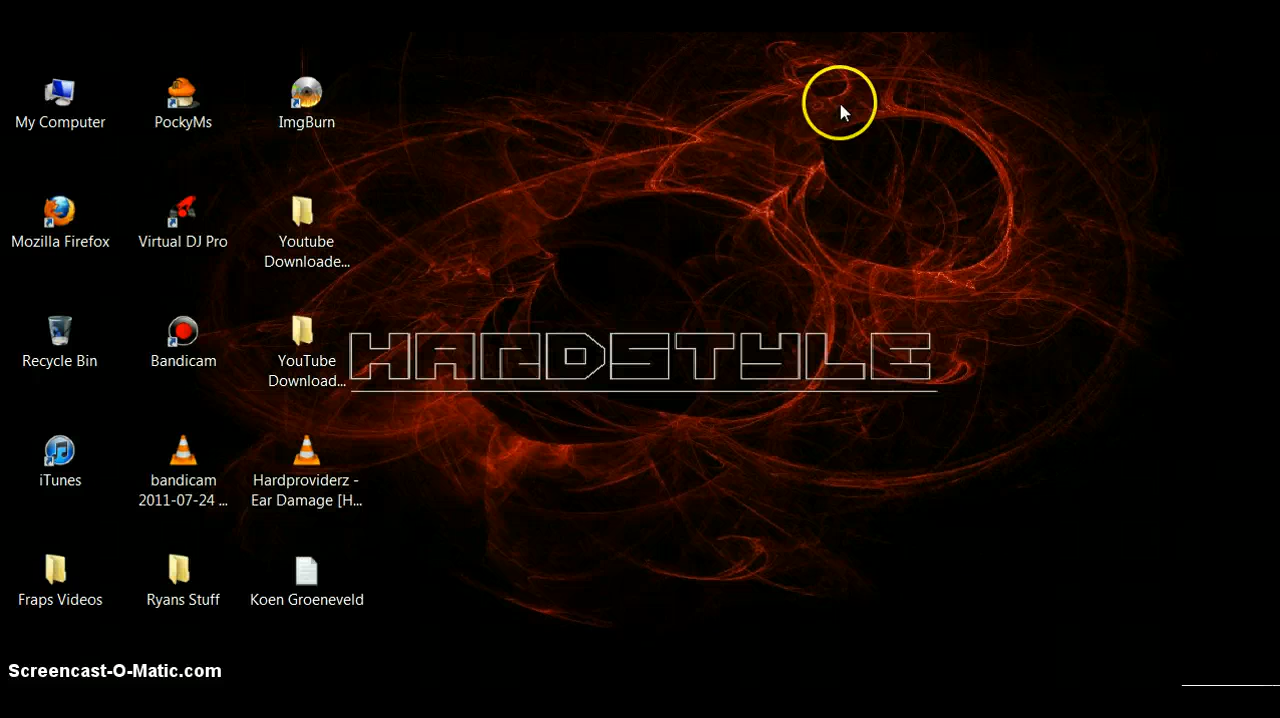 My Computer
PockyMs
ImgBurn
Mozilla Firefox
Virtual DJ Pro
Youtube
Downloade...
Recycle Bin
Bandicam
YouTube
Download...
HARDSTYLE
iTunes
bandicam
2011-07-24 ...
Hardproviderz -
Ear Damage [H...
Fraps Videos
Ryans Stuff
Koen Groeneveld
Screencast-O-Matic.com